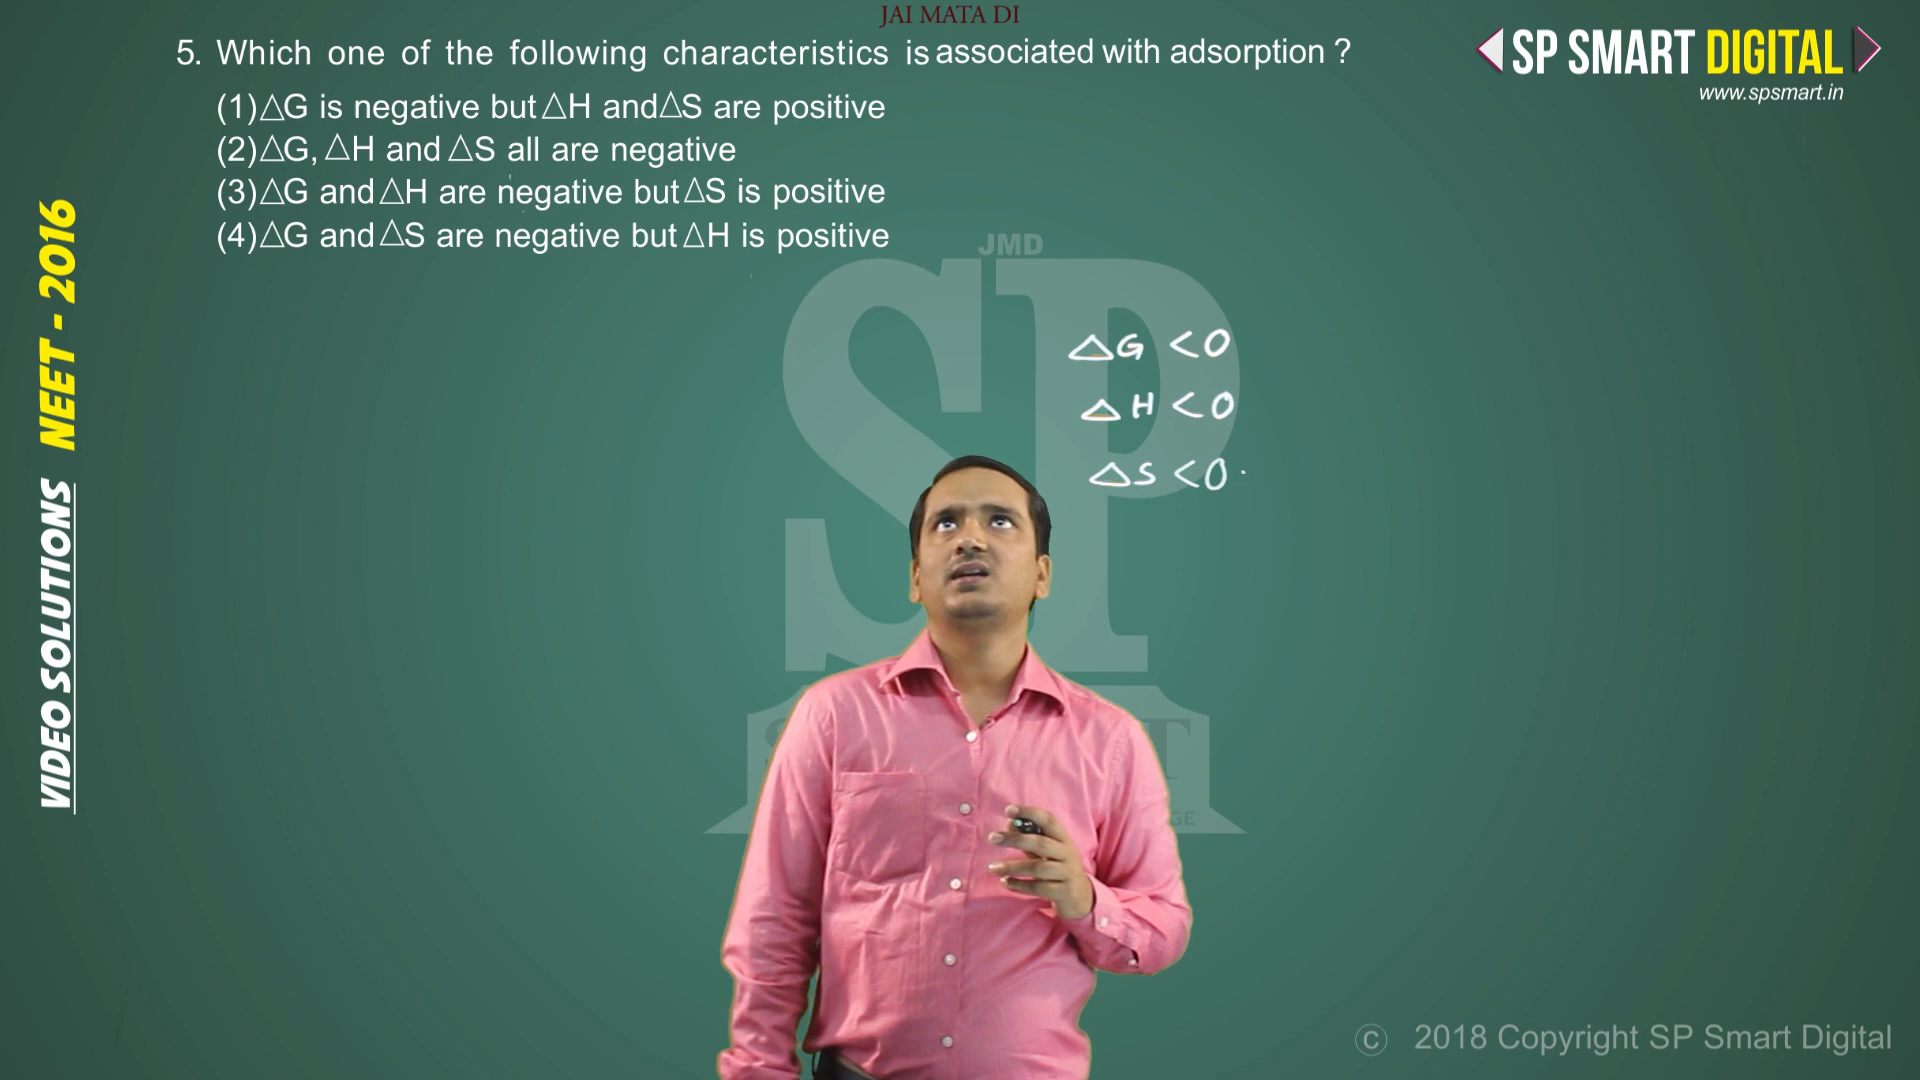 JAI MATA DI
5. Which one of the following characteristics is associated with adsorption ?
(1) △G is negative but △H and △S are positive
(2) △G, △H and △S all are negative
(3) △G and △H are negative but △S is positive
(4) △G and △S are negative but △H is positive
SP SMART DIGITAL
www.spsmart.in
VIDEO SOLUTIONS NEET - 2016
JMD
SP
△G <0
△H <0
△S <0
© 2018 Copyright SP Smart Digital